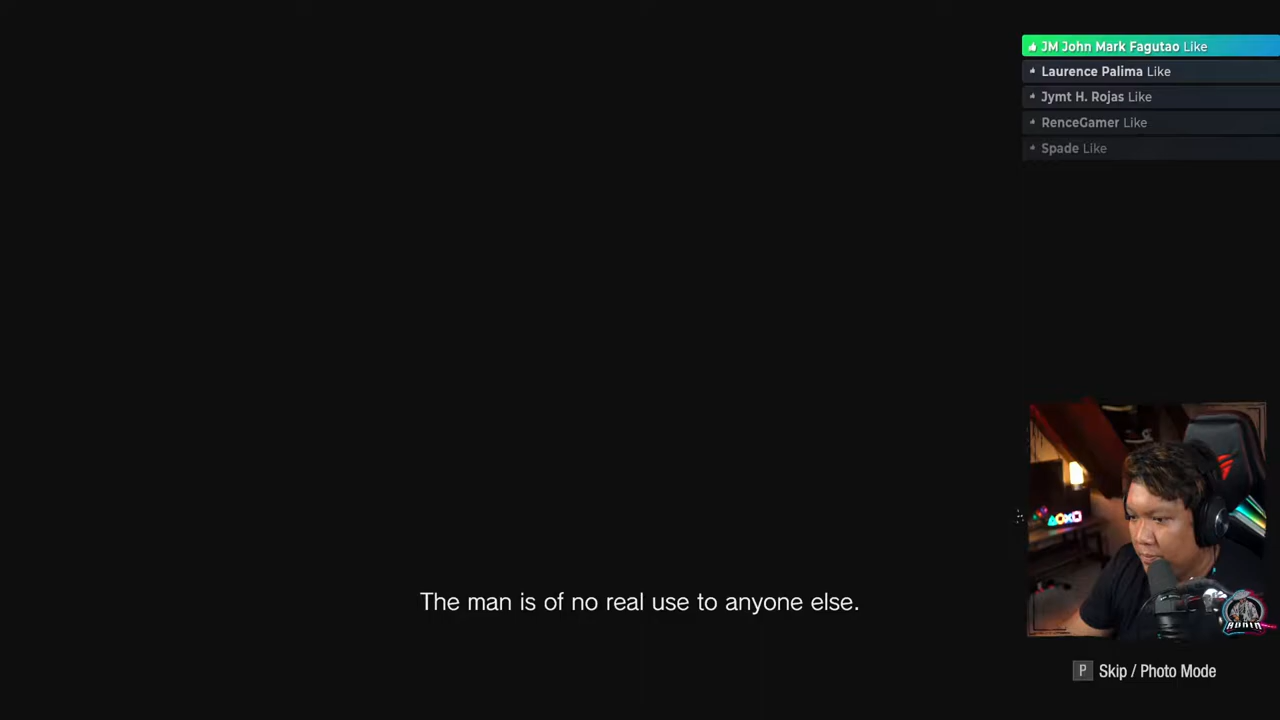 JM John Mark Fagutao Like
Laurence Palima Like
Jymt H. Rojas Like
RenceGamer Like
Spade Like
The man is of no real use to anyone else.
P Skip / Photo Mode